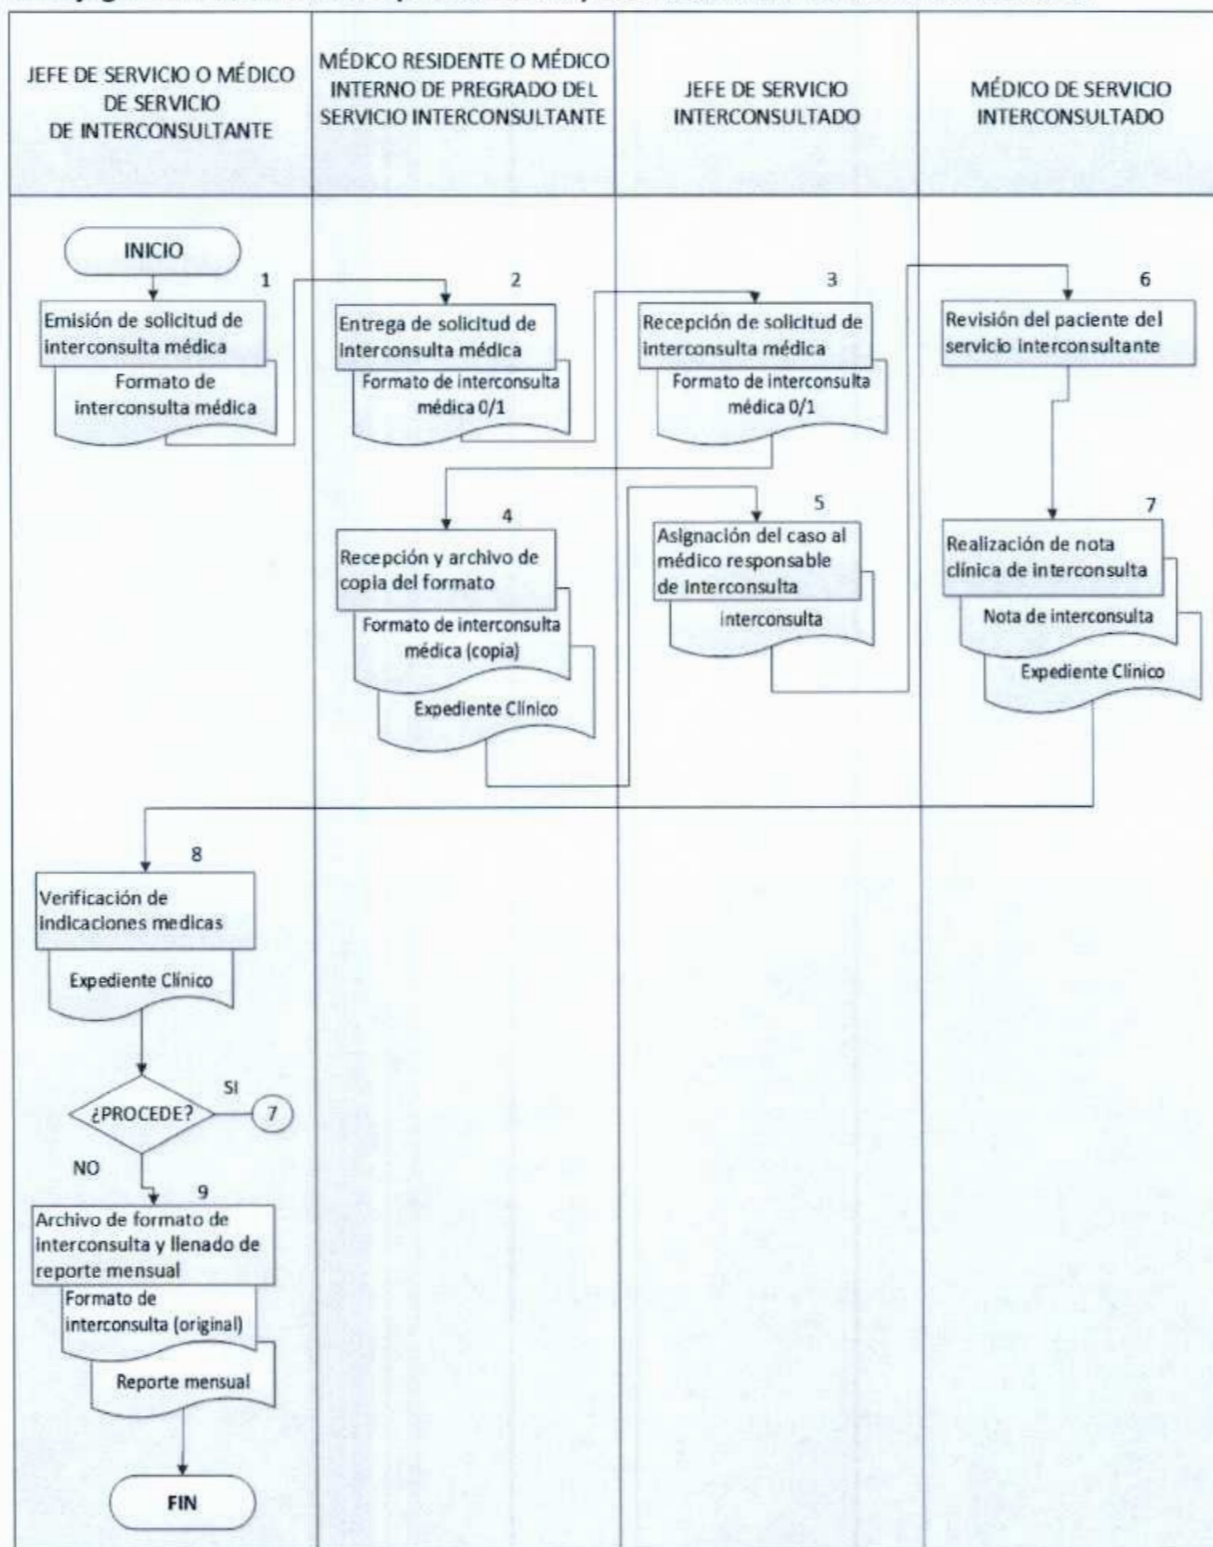 JEFE DE SERVICIO O MÉDICO
DE SERVICIO
DE INTERCONSULTANTE
MÉDICO RESIDENTE O MÉDICO
INTERNO DE PREGRADO DEL
SERVICIO INTERCONSULTANTE
JEFE DE SERVICIO
INTERCONSULTADO
MÉDICO DE SERVICIO
INTERCONSULTADO
INICIO
1
Emisión de solicitud de
interconsulta médica
Formato de
interconsulta médica
2
Entrega de solicitud de
interconsulta médica
Formato de interconsulta
médica 0/1
3
Recepción de solicitud de
interconsulta médica
Formato de interconsulta
médica 0/1
4
Recepción y archivo de
copia del formato
Formato de interconsulta
médica (copia)
Expediente Clínico
5
Asignación del caso al
médico responsable
de Interconsulta
interconsulta
6
Revisión del paciente del
servicio interconsultante
7
Realización de nota
clínica de interconsulta
Nota de interconsulta
Expediente Clínico
8
Verificación de
indicaciones medicas
Expediente Clínico
¿PROCEDE?
SI
7
NO
9
Archivo de formato de
interconsulta y llenado de
reporte mensual
Formato de
interconsulta (original)
Reporte mensual
FIN